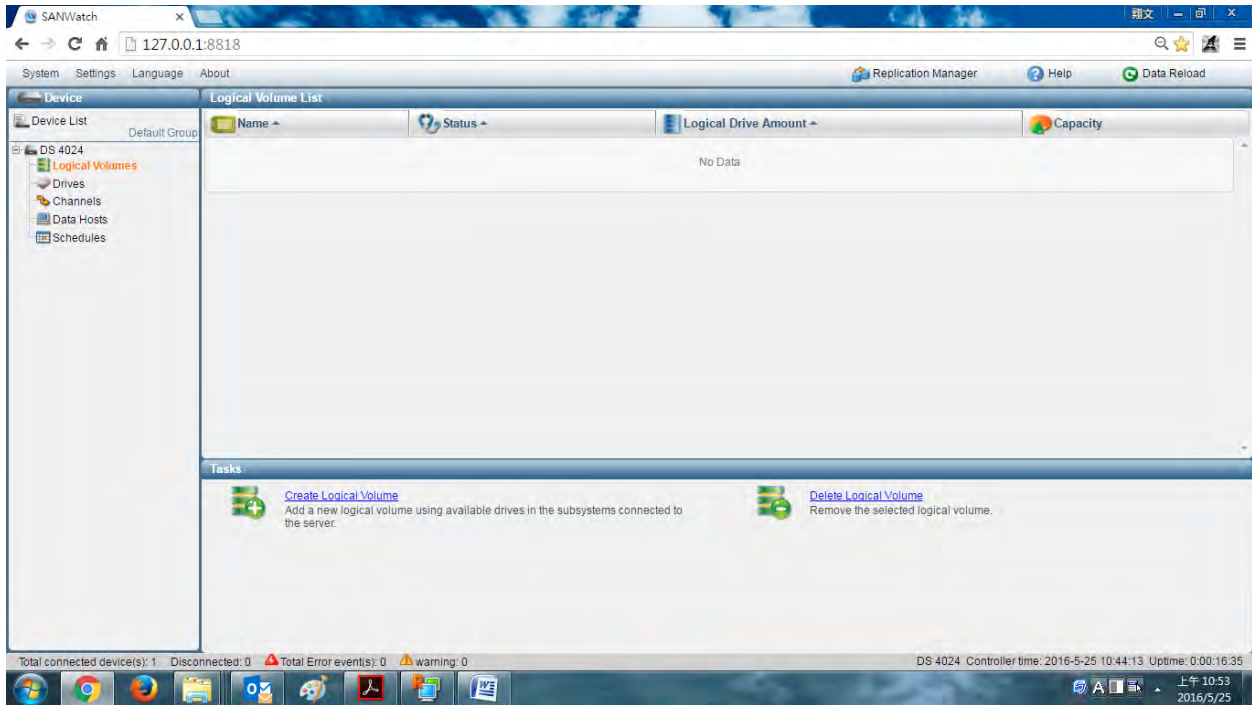 SANWatch
翔文
127.0.0.1:8818
System Settings Language About Replication Manager Help Data Reload
Device
Device List
Default Group
DS 4024
Logical Volumes
Drives
Channels
Data Hosts
Schedules
Logical Volume List
Name Status Logical Drive Amount Capacity
No Data
Tasks
Create Logical Volume
Add a new logical volume using available drives in the subsystems connected to
the server.
Delete Logical Volume
Remove the selected logical volume.
Total connected device(s): 1 Disconnected: 0 Total Error event(s): 0 warning: 0 DS 4024 Controller time: 2016-5-25 10:44:13 Uptime: 0:00:16:35
A
上午 10:53
2016/5/25